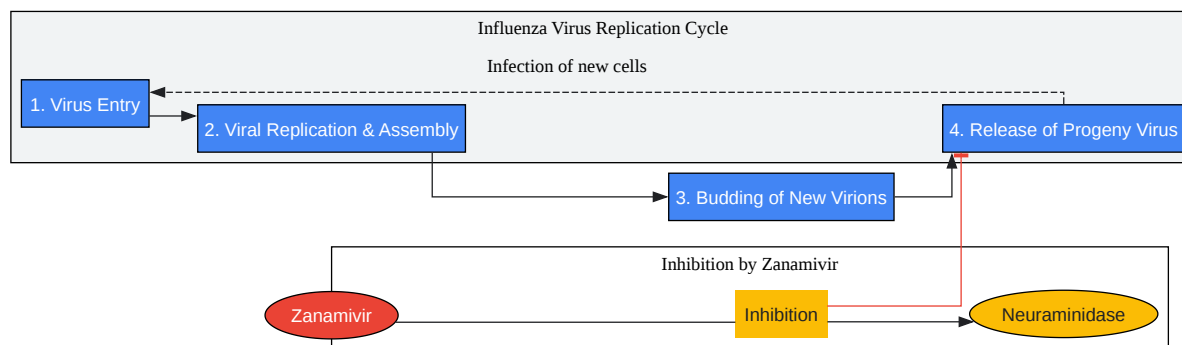 Influenza Virus Replication Cycle
Infection of new cells
1. Virus Entry
2. Viral Replication & Assembly
4. Release of Progeny Virus
3. Budding of New Virions
Inhibition by Zanamivir
Zanamivir
Inhibition
Neuraminidase